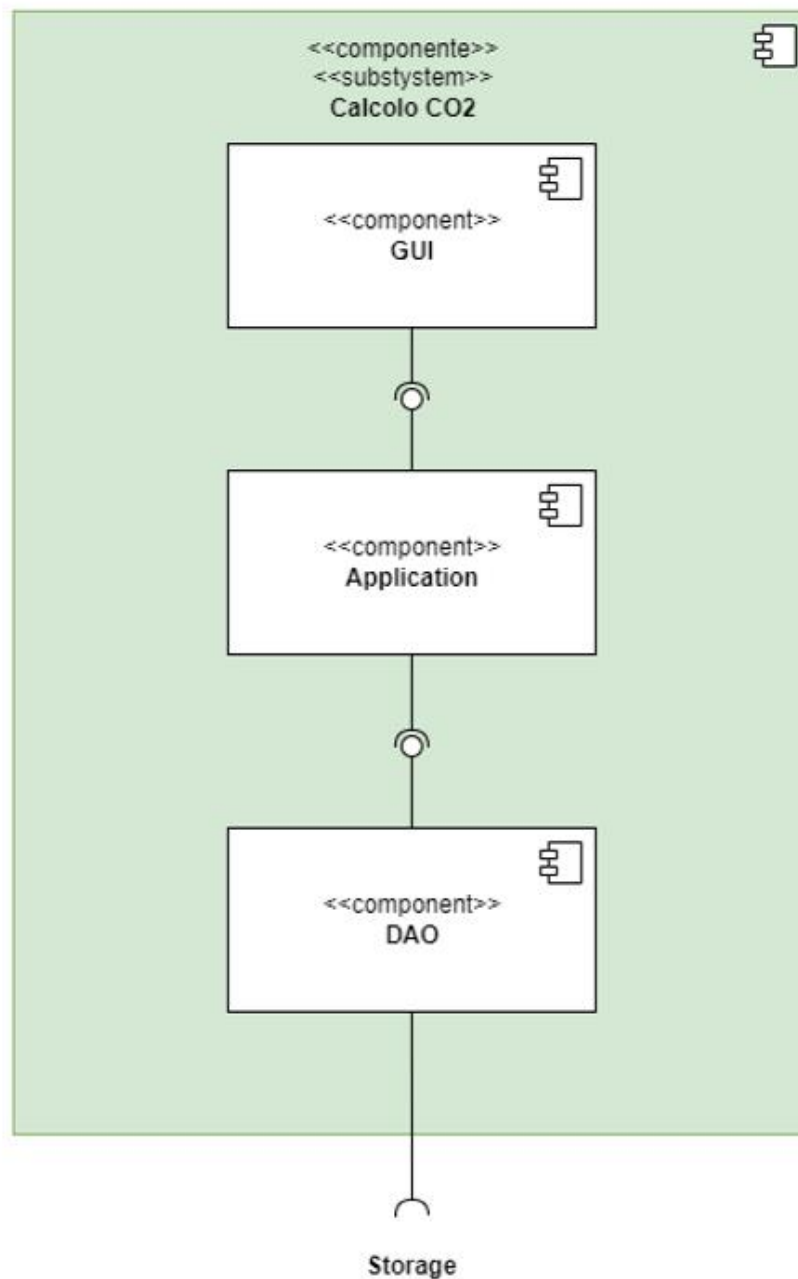 <<componente>>
<<substystem>>
Calcolo CO2
<<component>>
GUI
<<component>>
Application
<<component>>
DAO
Storage